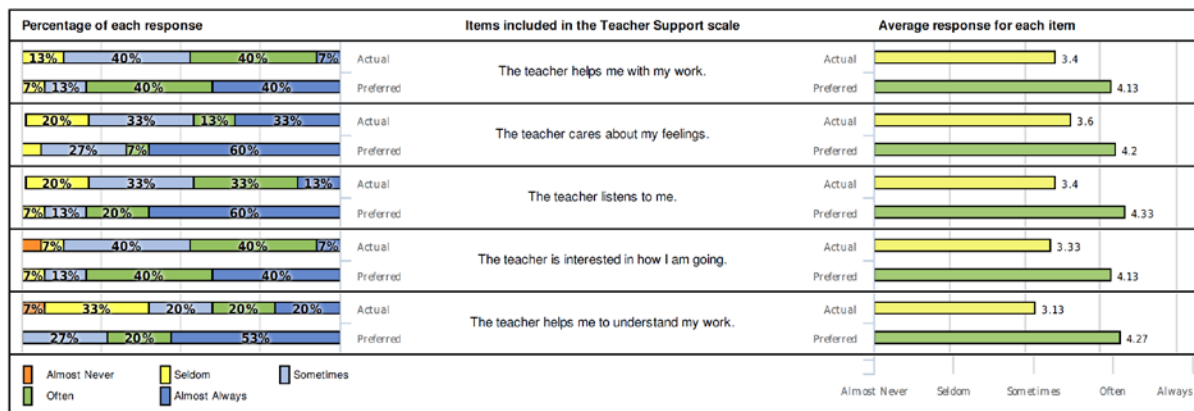 Percentage of each response Items included in the Teacher Support scale Average response for each item
13% 40% 40% 7% Actual The teacher helps me with my work. Actual 3.4
7% 13% 40% 40% Preferred Preferred 4.13
20% 33% 13% 33% Actual The teacher cares about my feelings. Actual 3.6
27% 7% 60% Preferred Preferred 4.2
20% 33% 33% 13% Actual The teacher listens to me. Actual 3.4
7% 13% 20% 60% Preferred Preferred 4.33
7% 40% 40% 7% Actual The teacher is interested in how I am going. Actual 3.33
7% 13% 40% 40% Preferred Preferred 4.13
7% 33% 20% 20% 20% Actual The teacher helps me to understand my work. Actual 3.13
27% 20% 53% Preferred Preferred 4.27
Almost Never Seldom Sometimes
Often Almost Always
Almost Never Seldom Sometimes Often Always